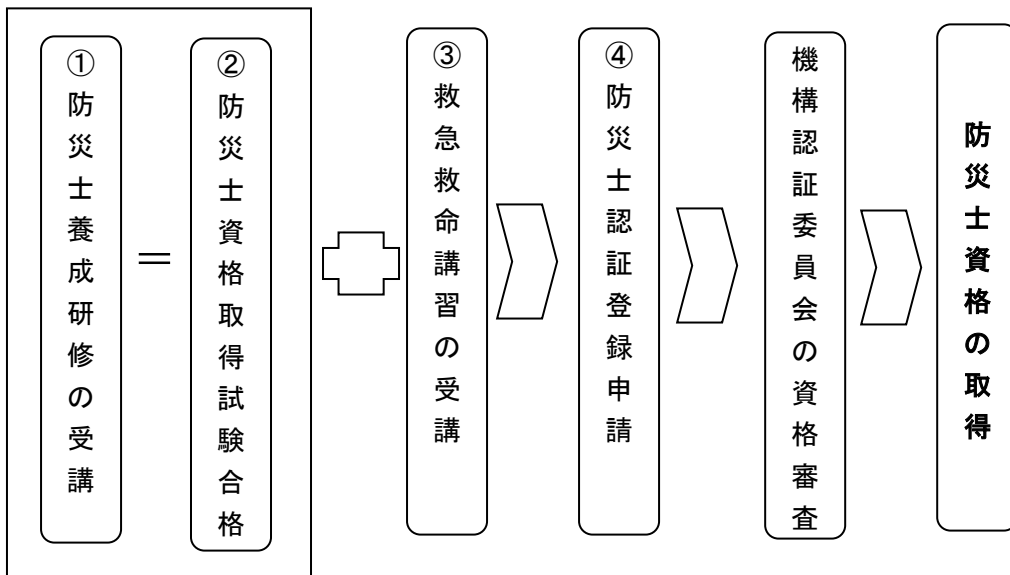 ①防災士養成研修の受講
＝
②防災士資格取得試験合格
③救急救命講習の受講
④防災士認証登録申請
機構認証委員会の資格審査
防災士資格の取得